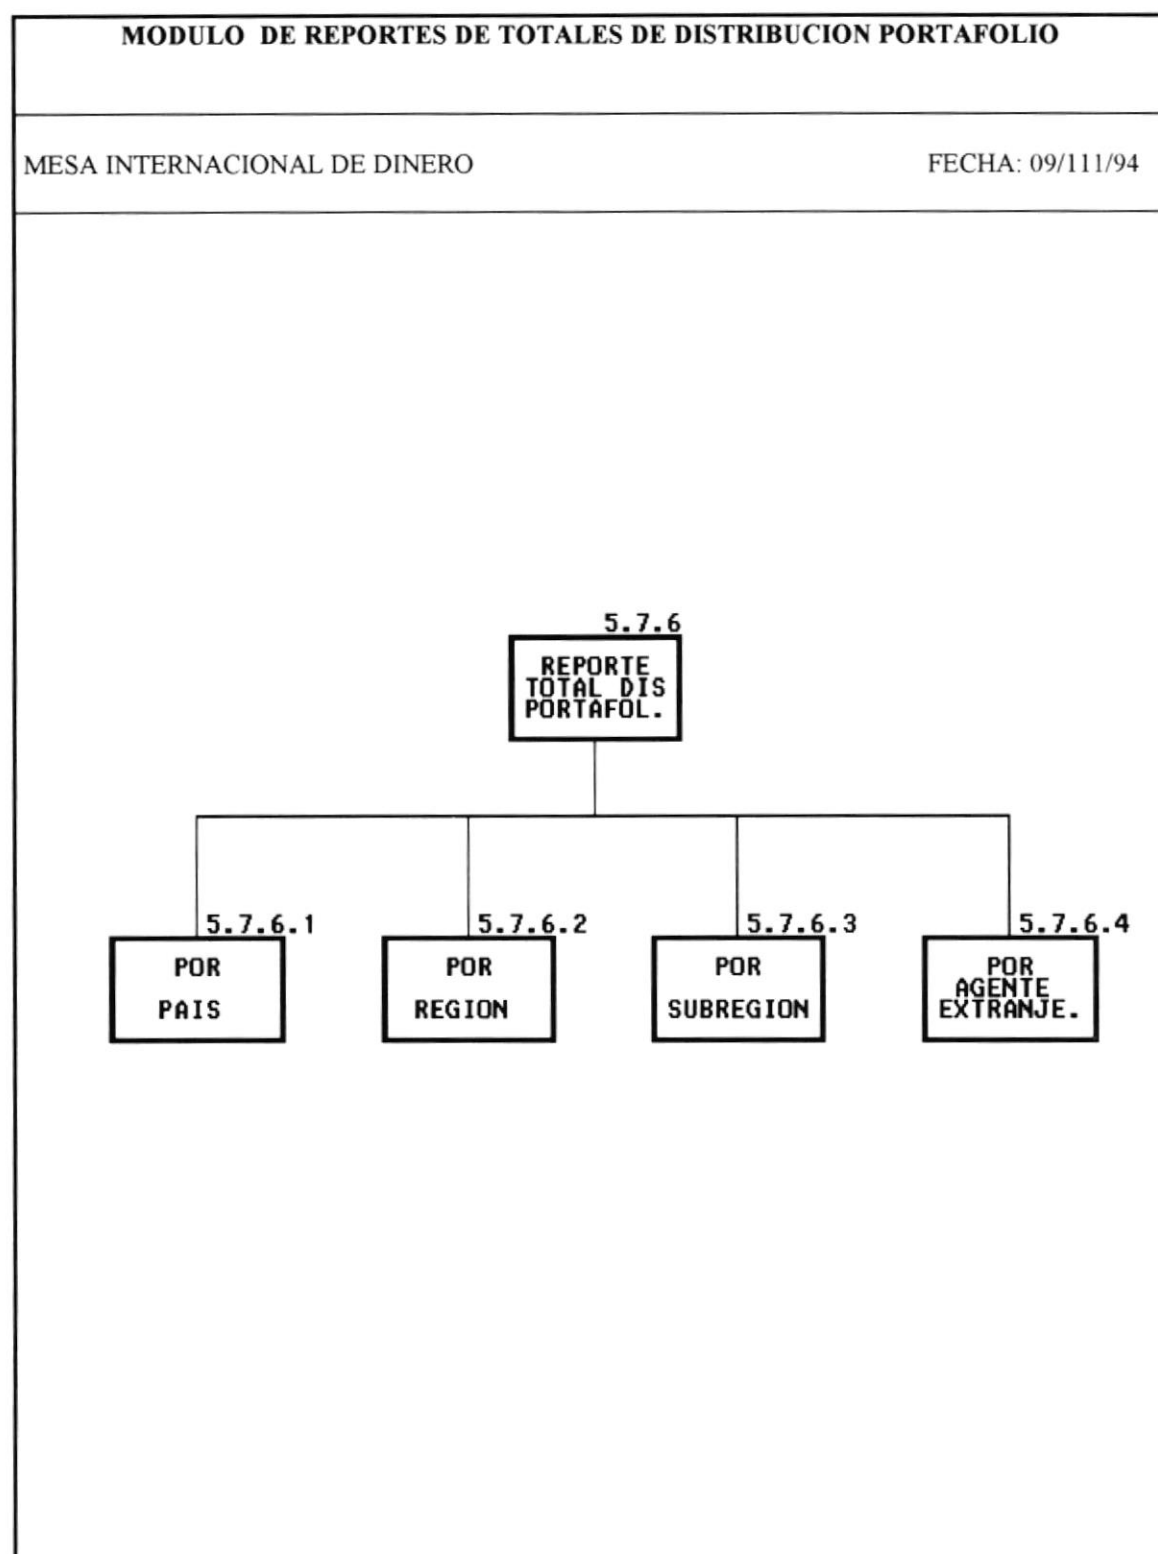 MODULO DE REPORTES DE TOTALES DE DISTRIBUCION PORTAFOLIO
MESA INTERNACIONAL DE DINERO
FECHA: 09/111/94
5.7.6
REPORTE
TOTAL DIS
PORTAFOL.
5.7.6.1
POR
PAIS
5.7.6.2
POR
REGION
5.7.6.3
POR
SUBREGION
5.7.6.4
POR
AGENTE
EXTRANJE.